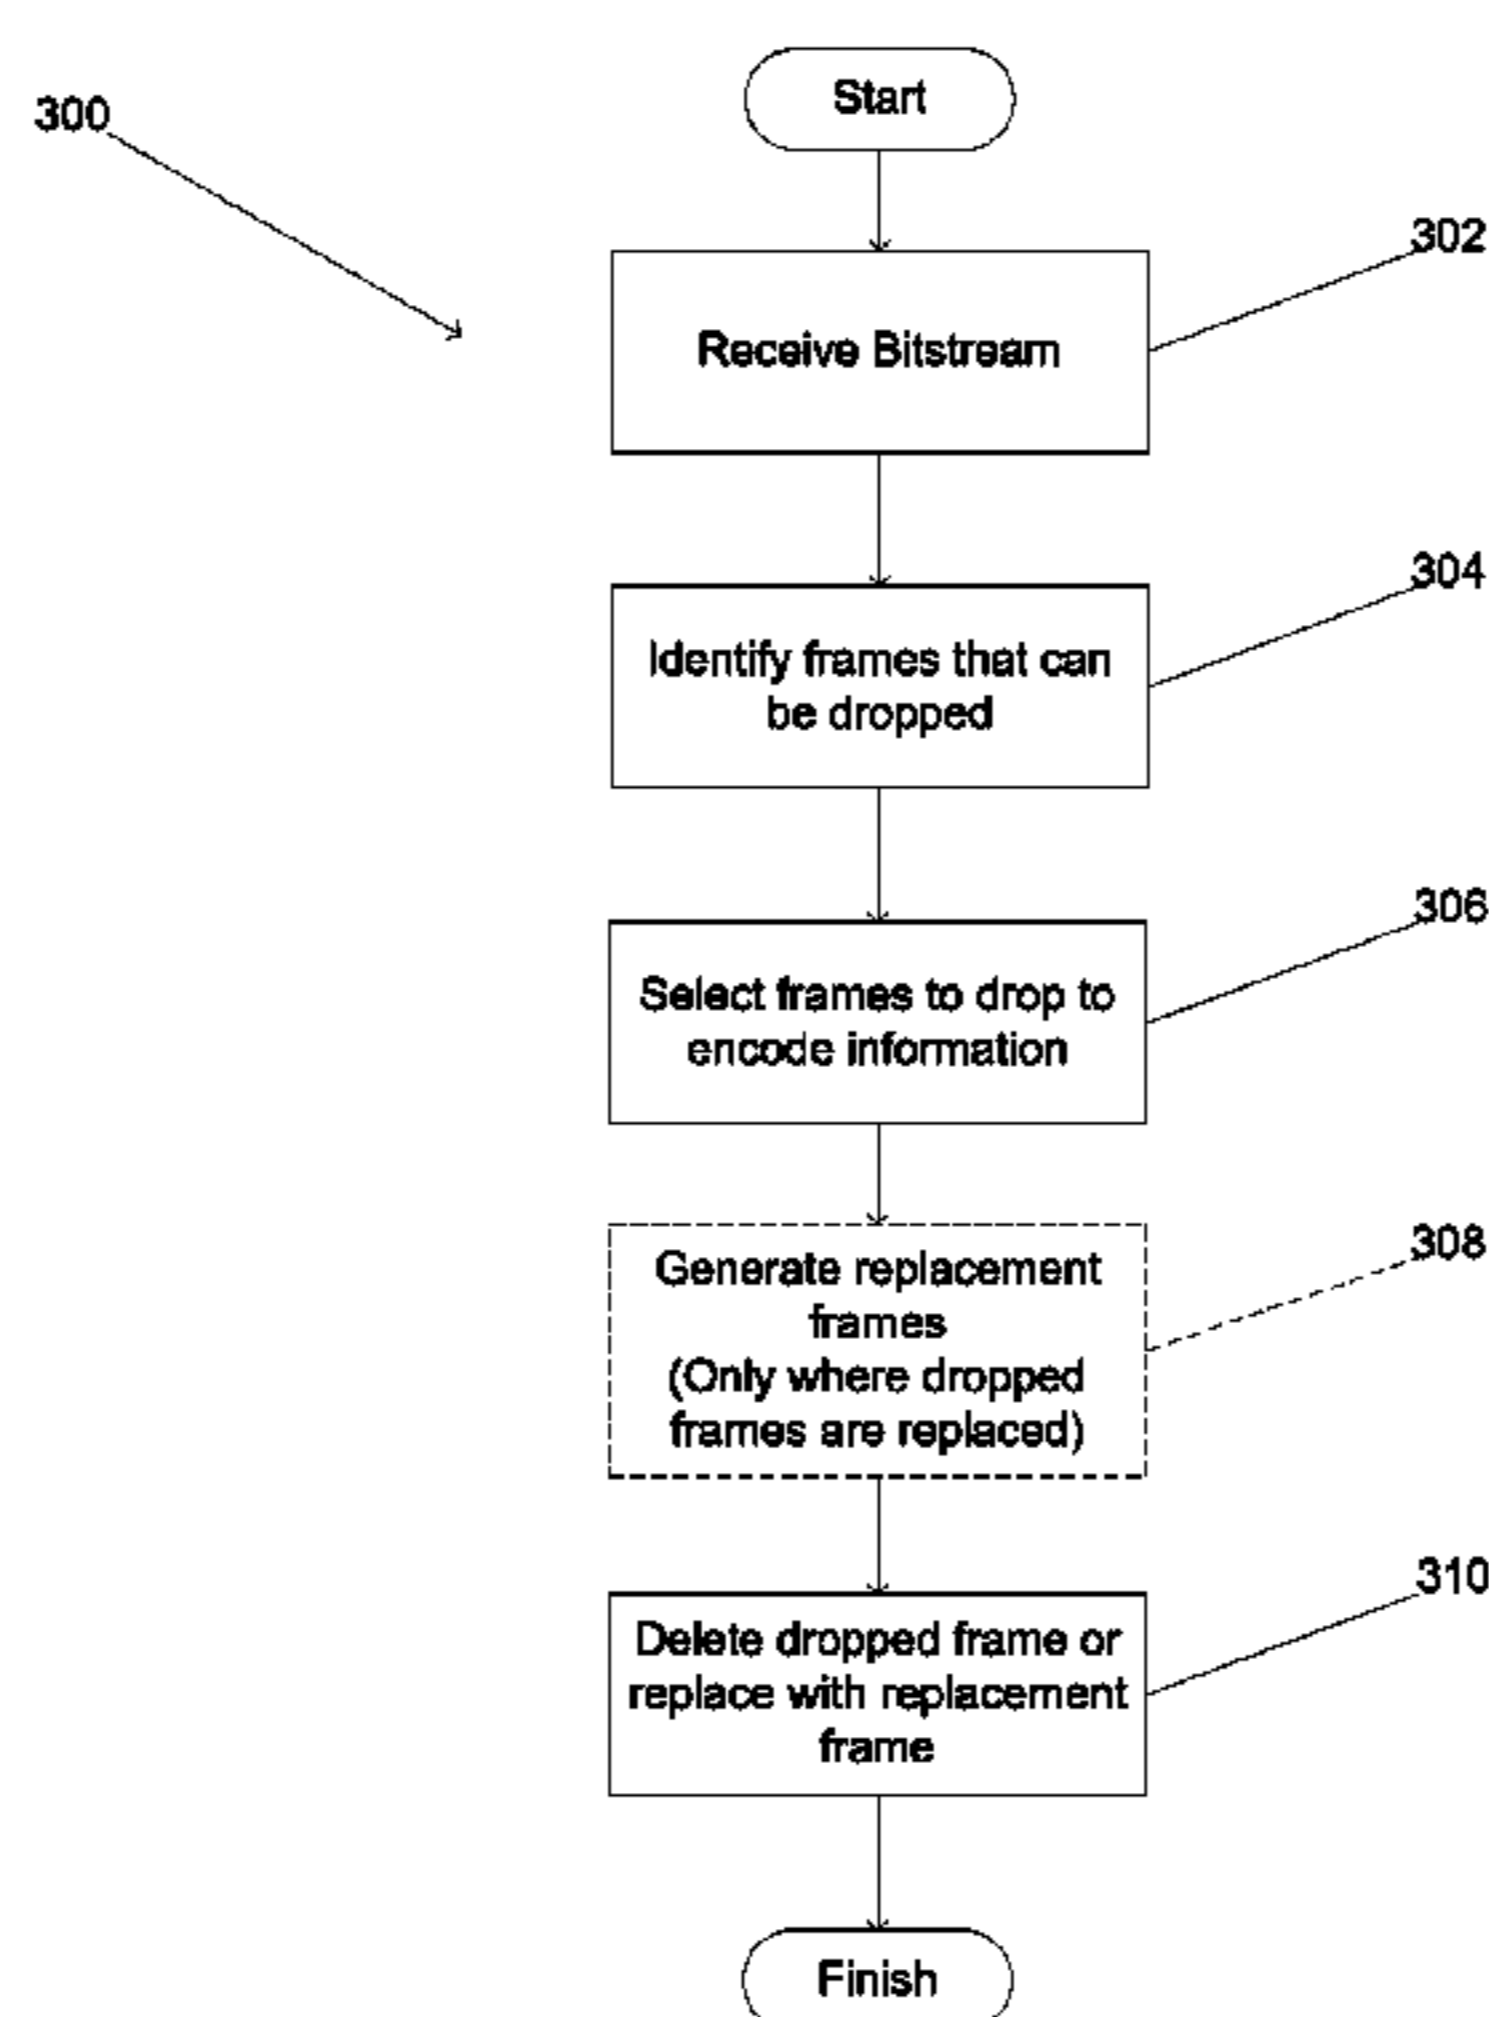 Start
300
302
Receive Bitstream
304
Identify frames that can
be dropped
306
Select frames to drop to
encode information
308
Generate replacement
frames
(Only where dropped
frames are replaced)
310
Delete dropped frame or
replace with replacement
frame
Finish